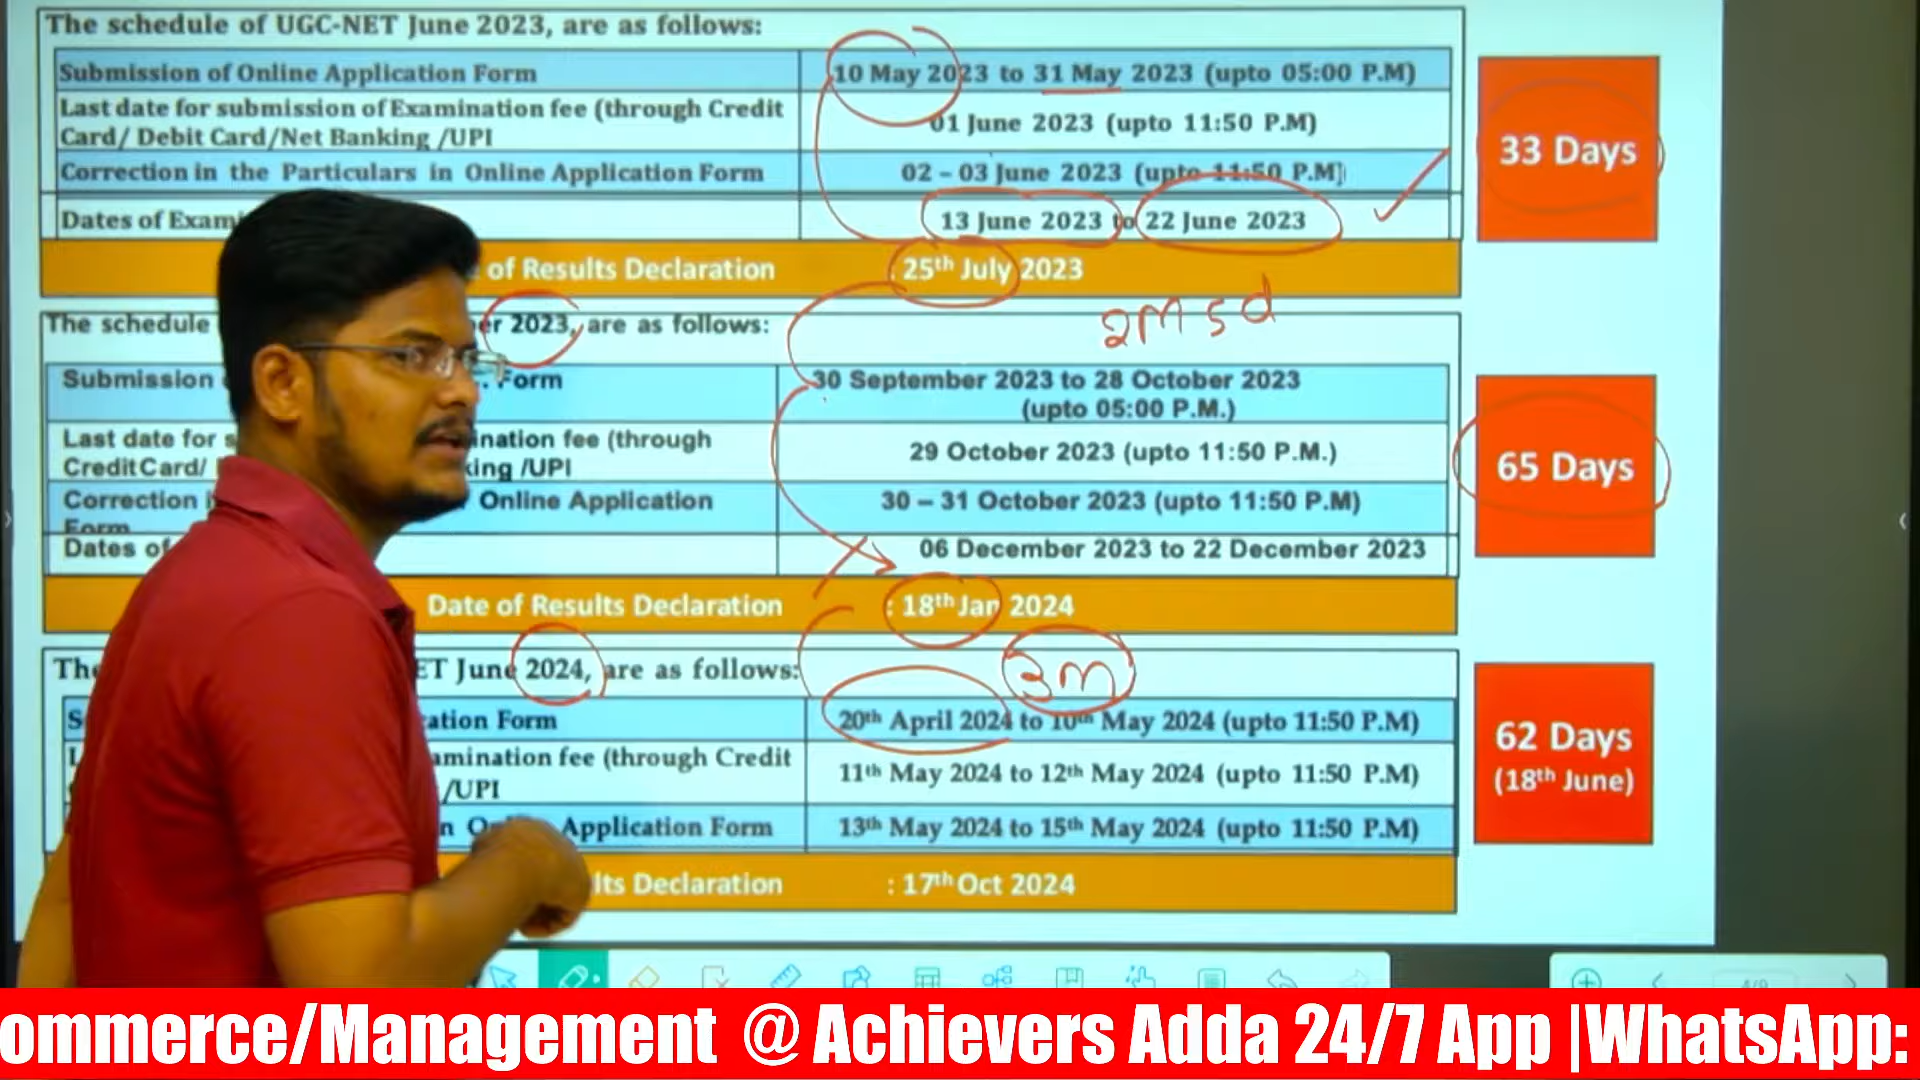 The schedule of UGC-NET June 2023, are as follows:
Submission of Online Application Form 10 May 2023 to 31 May 2023 (upto 05:00 P.M)
Last date for submission of Examination fee (through Credit
Card/ Debit Card/Net Banking /UPI 01 June 2023 (upto 11:50 P.M)
Correction in the Particulars in Online Application Form 02 – 03 June 2023 (upto 11:50 P.M)
33 Days
Dates of Exam 13 June 2023 to 22 June 2023
of Results Declaration : 25th July 2023
2M 5d
The schedule er 2023, are as follows:
Submission Form 30 September 2023 to 28 October 2023
(upto 05:00 P.M.)
Last date for s ination fee (through
CreditCard/ king /UPI 29 October 2023 (upto 11:50 P.M.)
65 Days
Correction i Online Application 30 – 31 October 2023 (upto 11:50 P.M)
Form
Dates of 06 December 2023 to 22 December 2023
Date of Results Declaration : 18th Jan 2024
3M
The ET June 2024, are as follows:
S ation Form 20th April 2024 to 10th May 2024 (upto 11:50 P.M)
L amination fee (through Credit
/UPI 11th May 2024 to 12th May 2024 (upto 11:50 P.M)
62 Days
(18th June)
n On Application Form 13th May 2024 to 15th May 2024 (upto 11:50 P.M)
lts Declaration : 17th Oct 2024
4/9
ommerce/Management @ Achievers Adda 24/7 App |WhatsApp: